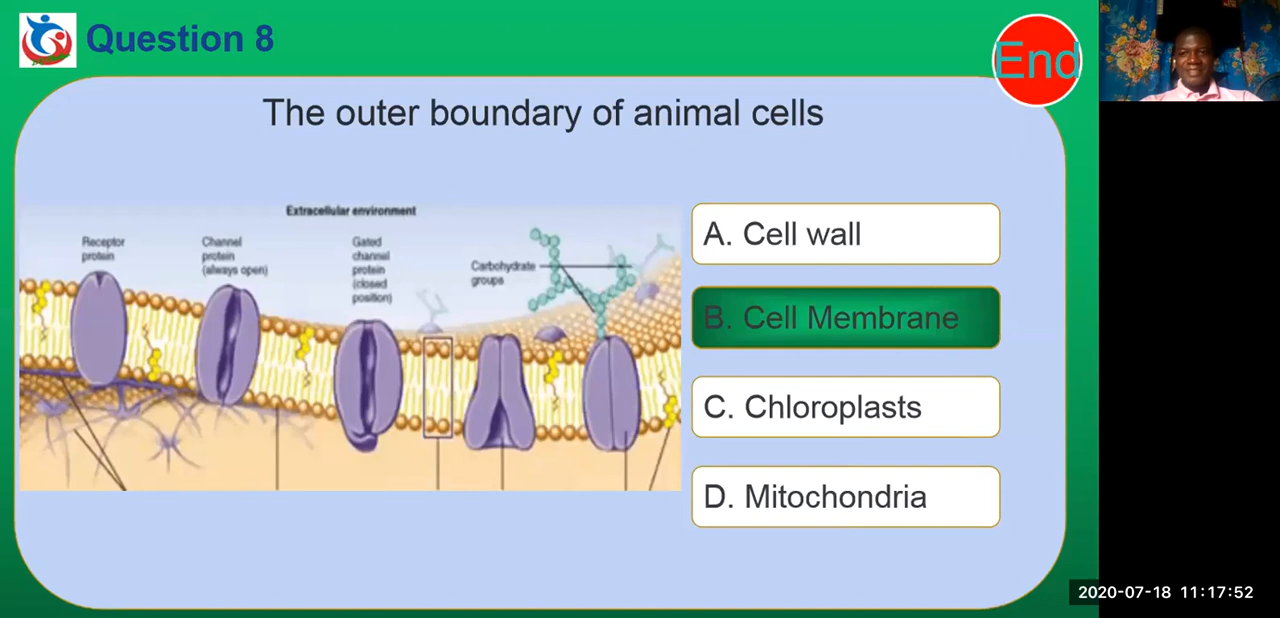 Question 8
End
The outer boundary of animal cells
Extracellular environment
Receptor
protein
Channel
protein
(always open)
Gated
channel
protein
(closed
position)
Carbohydrate
groups
A. Cell wall
B. Cell Membrane
C. Chloroplasts
D. Mitochondria
2020-07-18 11:17:52